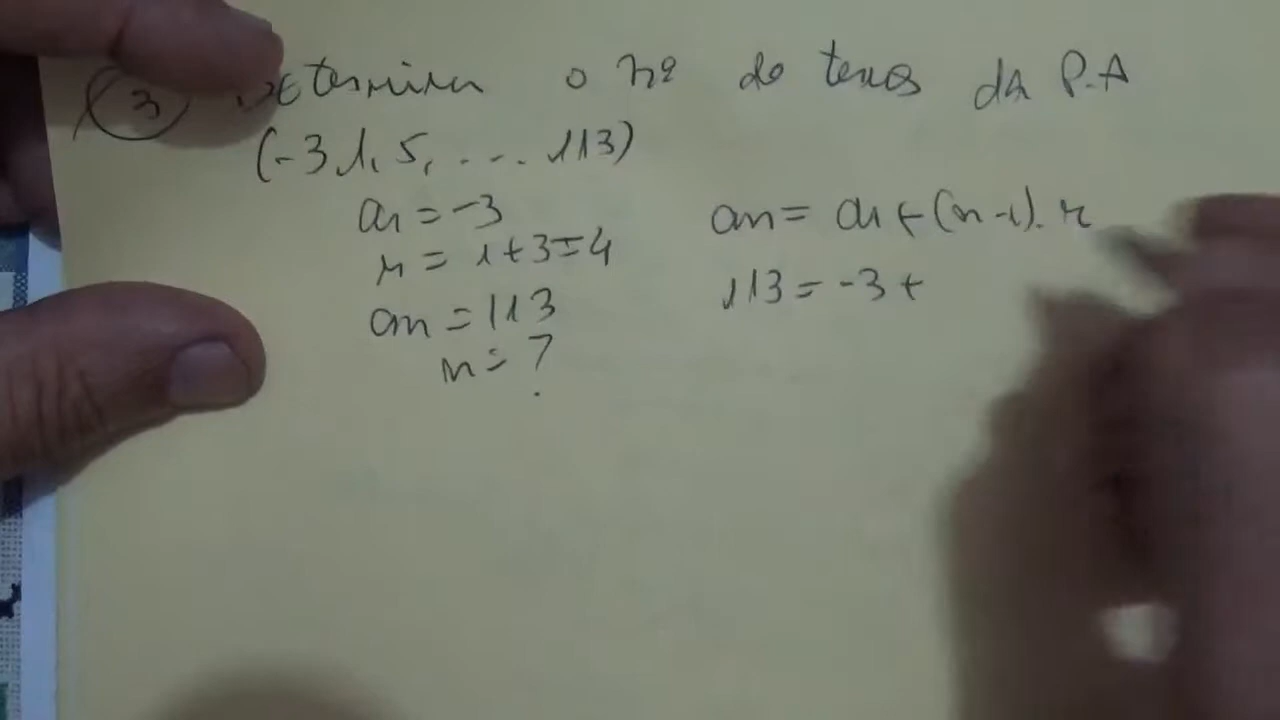 3 Determinar o nº de termos da P.A
(-3,1, 5, .... 113)
a1 = -3
r = 1+3=4
an = 113
n = ?
an = a1 + (n-1).r
113 = -3 +